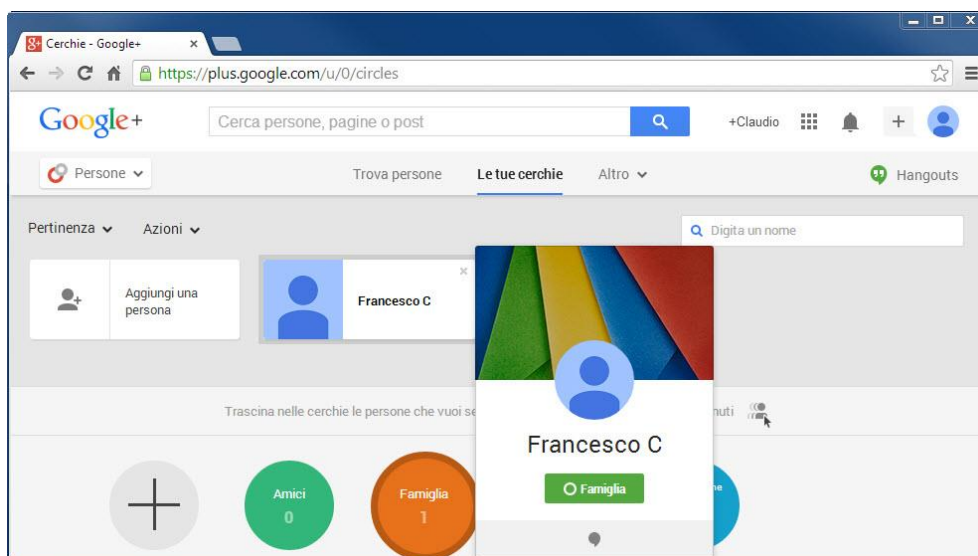 Cerchie - Google+
https://plus.google.com/u/0/circles
Google+
Cerca persone, pagine o post
+Claudio
Persone
Trova persone
Le tue cerchie
Altro
Hangouts
Pertinenza
Azioni
Digita un nome
Aggiungi una
persona
Francesco C
Trascina nelle cerchie le persone che vuoi
Francesco C
Famiglia
Amici
0
Famiglia
1